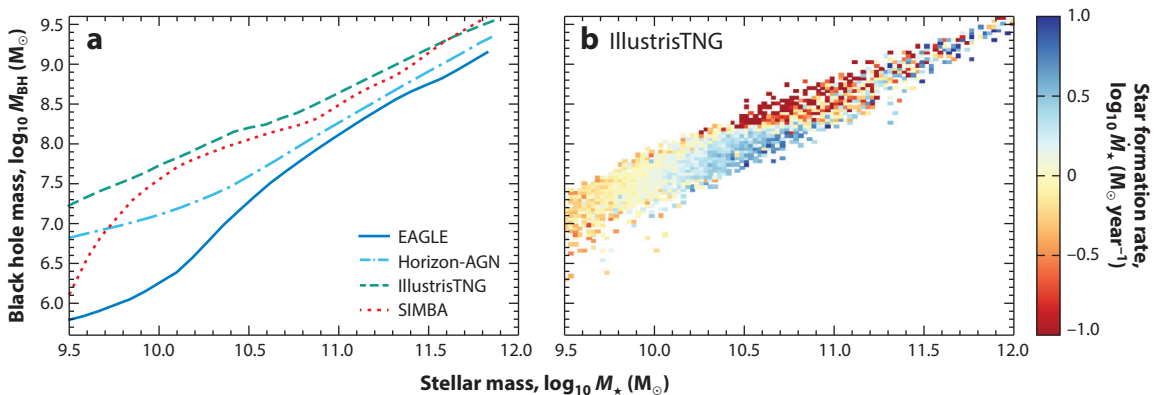 a
Black hole mass, log₁₀ M_BH (M☉)
9.5
9.0
8.5
8.0
7.5
7.0
6.5
6.0
EAGLE
Horizon-AGN
IllustrisTNG
SIMBA
9.5 10.0 10.5 11.0 11.5 12.0
b IllustrisTNG
9.5 10.0 10.5 11.0 11.5 12.0
Stellar mass, log₁₀ M⋆ (M☉)
1.0
0.5
0
−0.5
−1.0
Star formation rate,
log₁₀ M⋆ (M☉ year⁻¹)